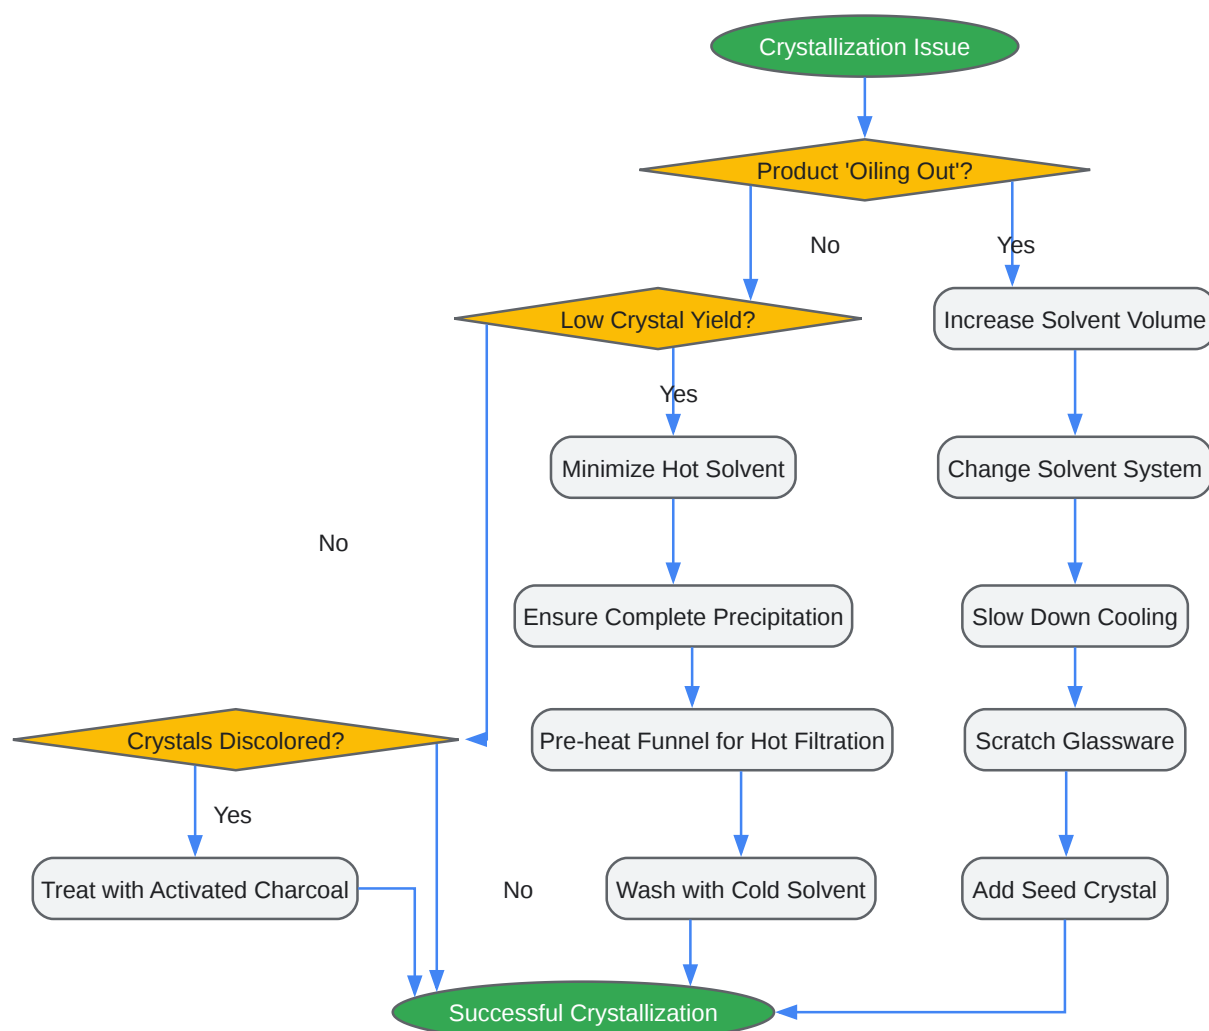 Crystallization Issue
Product 'Oiling Out'?
No
Yes
Low Crystal Yield?
Increase Solvent Volume
Yes
Minimize Hot Solvent
Change Solvent System
No
Ensure Complete Precipitation
Slow Down Cooling
Crystals Discolored?
Pre-heat Funnel for Hot Filtration
Scratch Glassware
Yes
Treat with Activated Charcoal
No
Wash with Cold Solvent
Add Seed Crystal
Successful Crystallization